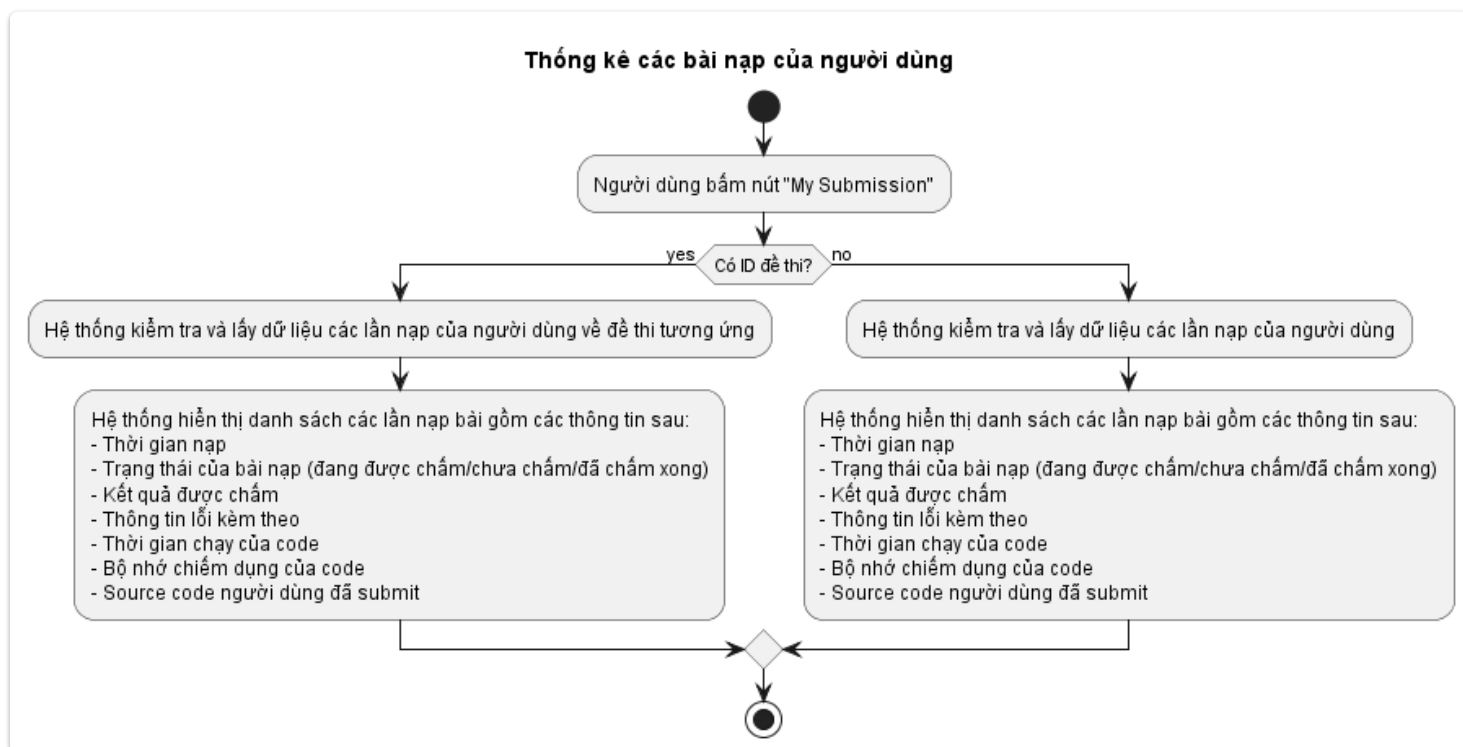 Thống kê các bài nạp của người dùng
Người dùng bấm nút "My Submission"
yes
Có ID đề thi?
no
Hệ thống kiểm tra và lấy dữ liệu các lần nạp của người dùng về đề thi tương ứng
Hệ thống kiểm tra và lấy dữ liệu các lần nạp của người dùng
Hệ thống hiển thị danh sách các lần nạp bài gồm các thông tin sau:
- Thời gian nạp
- Trạng thái của bài nạp (đang được chấm/chưa chấm/đã chấm xong)
- Kết quả được chấm
- Thông tin lỗi kèm theo
- Thời gian chạy của code
- Bộ nhớ chiếm dụng của code
- Source code người dùng đã submit
Hệ thống hiển thị danh sách các lần nạp bài gồm các thông tin sau:
- Thời gian nạp
- Trạng thái của bài nạp (đang được chấm/chưa chấm/đã chấm xong)
- Kết quả được chấm
- Thông tin lỗi kèm theo
- Thời gian chạy của code
- Bộ nhớ chiếm dụng của code
- Source code người dùng đã submit